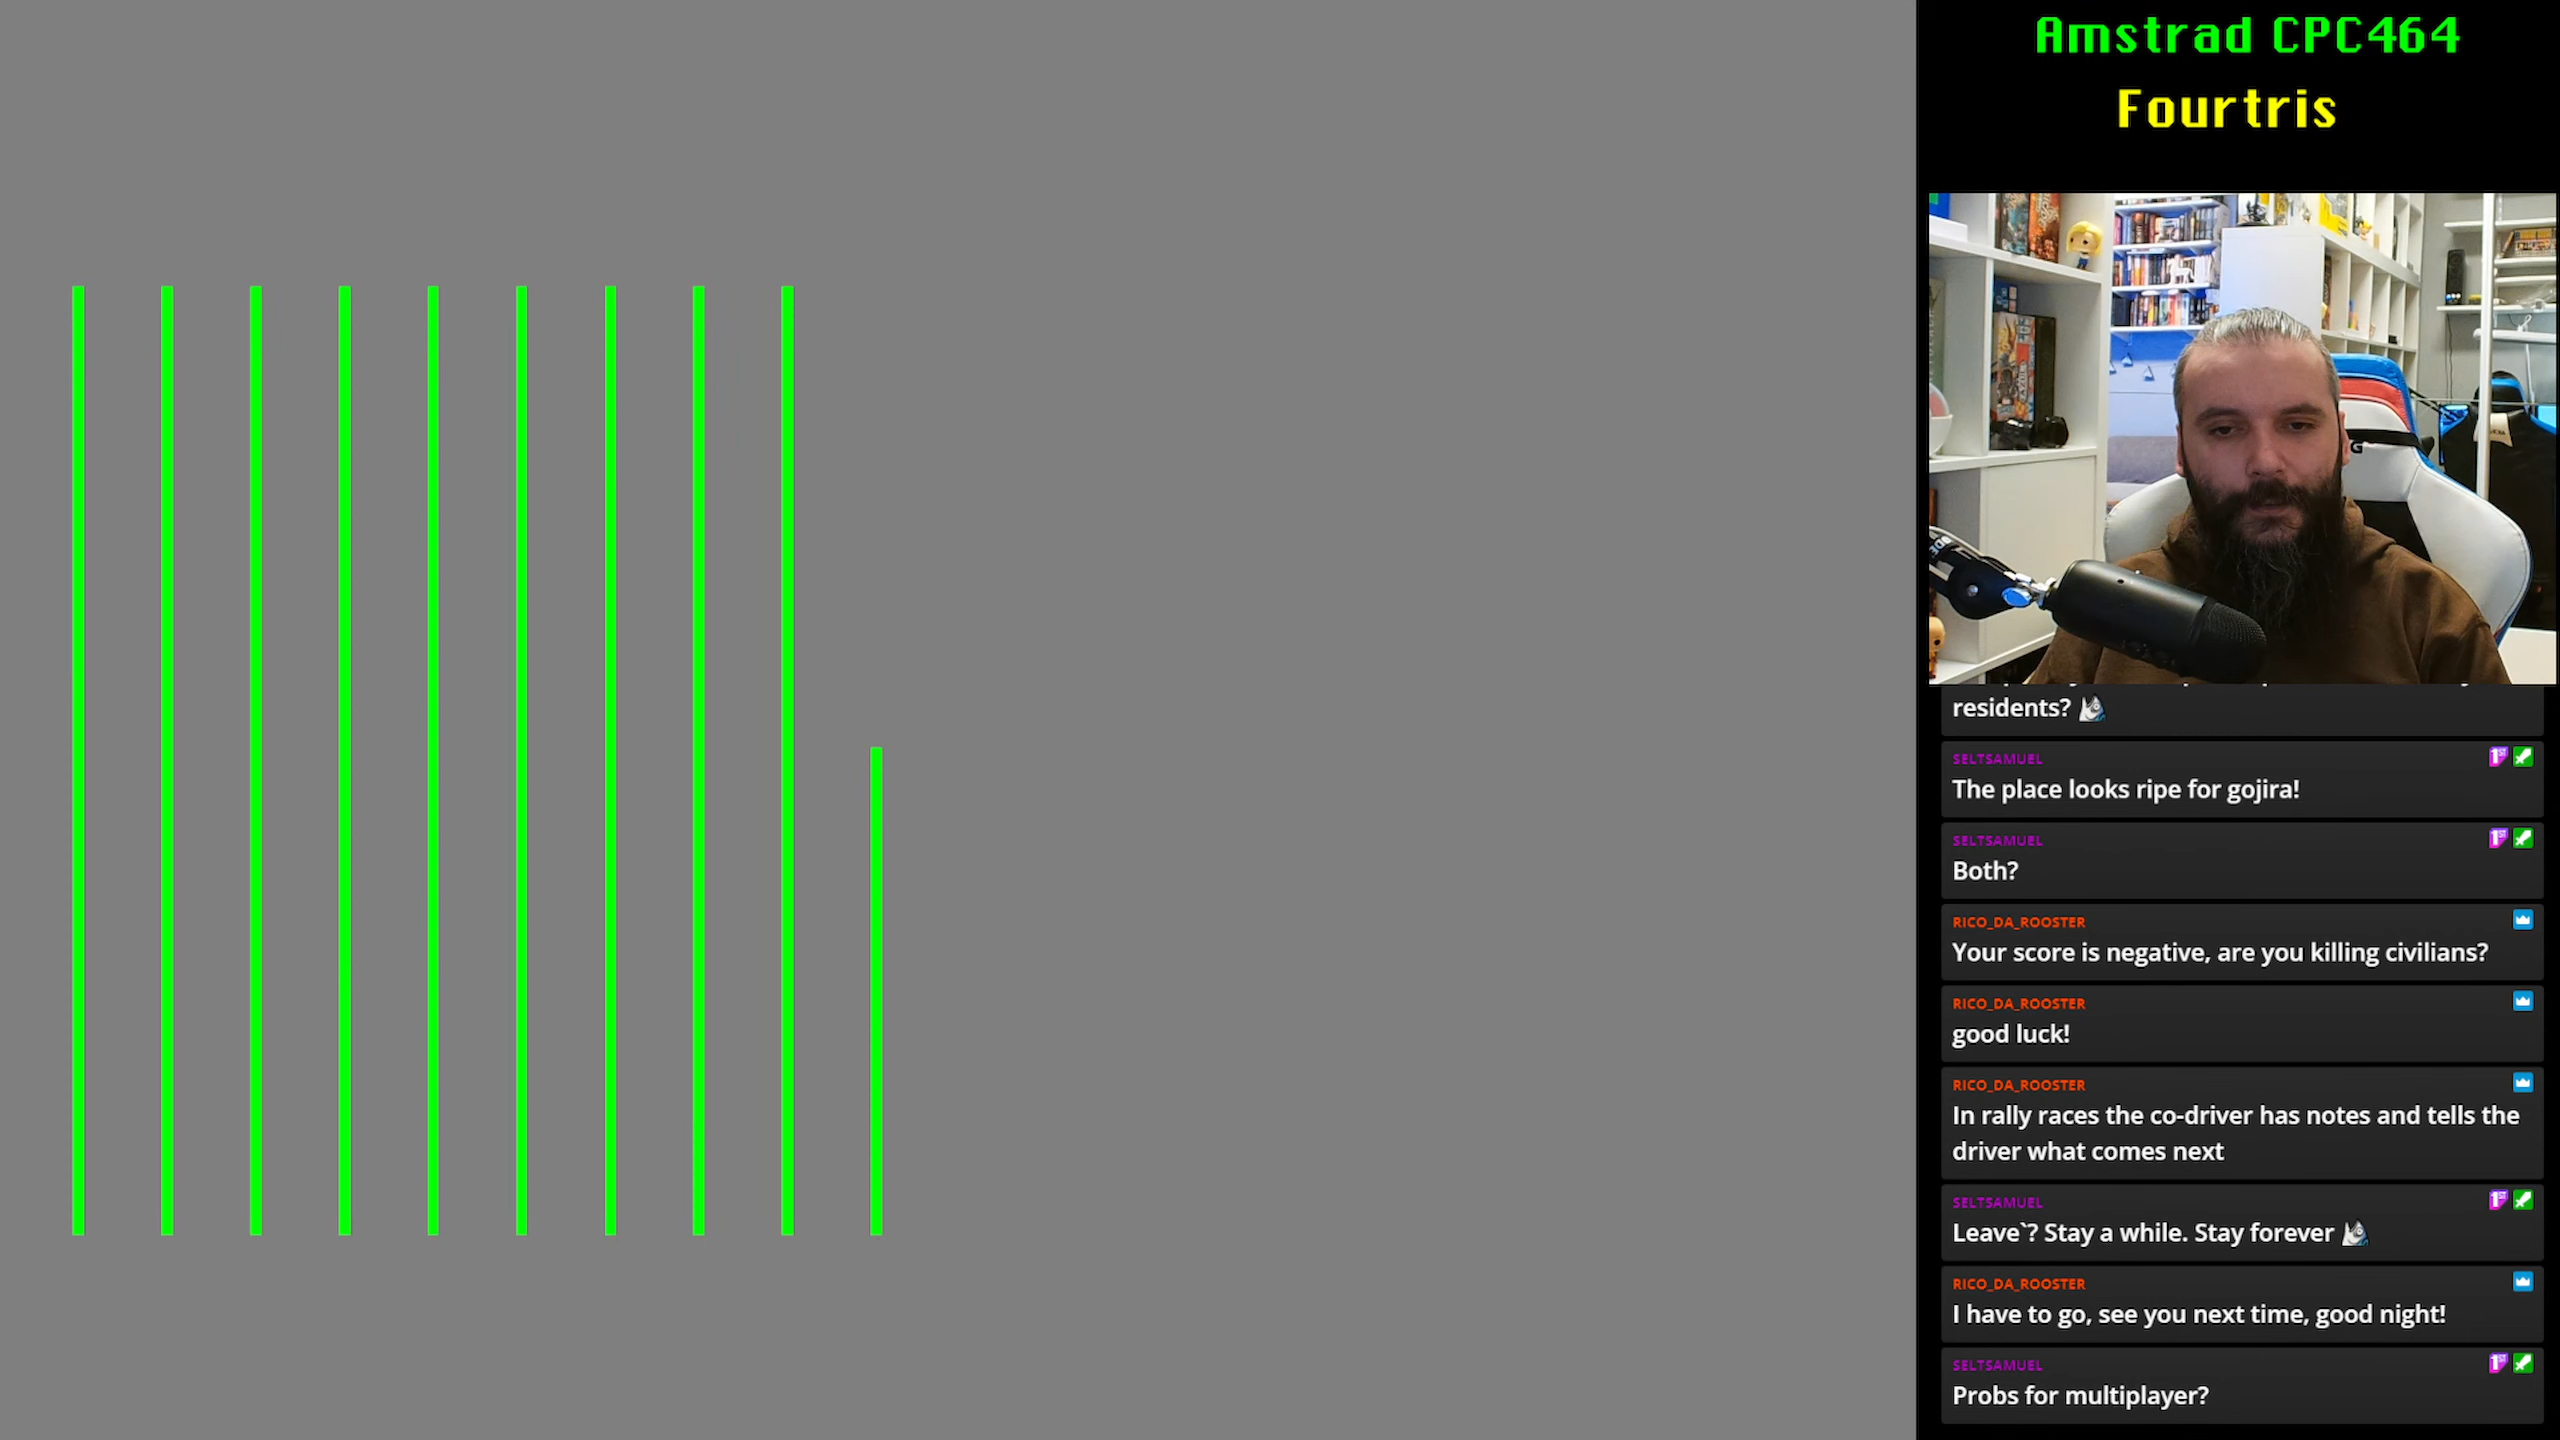 Amstrad CPC464
Fourtris
residents?
SELTSAMUEL
The place looks ripe for gojira!
SELTSAMUEL
Both?
RICO_DA_ROOSTER
Your score is negative, are you killing civilians?
RICO_DA_ROOSTER
good luck!
RICO_DA_ROOSTER
In rally races the co-driver has notes and tells the
driver what comes next
SELTSAMUEL
Leave`? Stay a while. Stay forever
RICO_DA_ROOSTER
I have to go, see you next time, good night!
SELTSAMUEL
Probs for multiplayer?